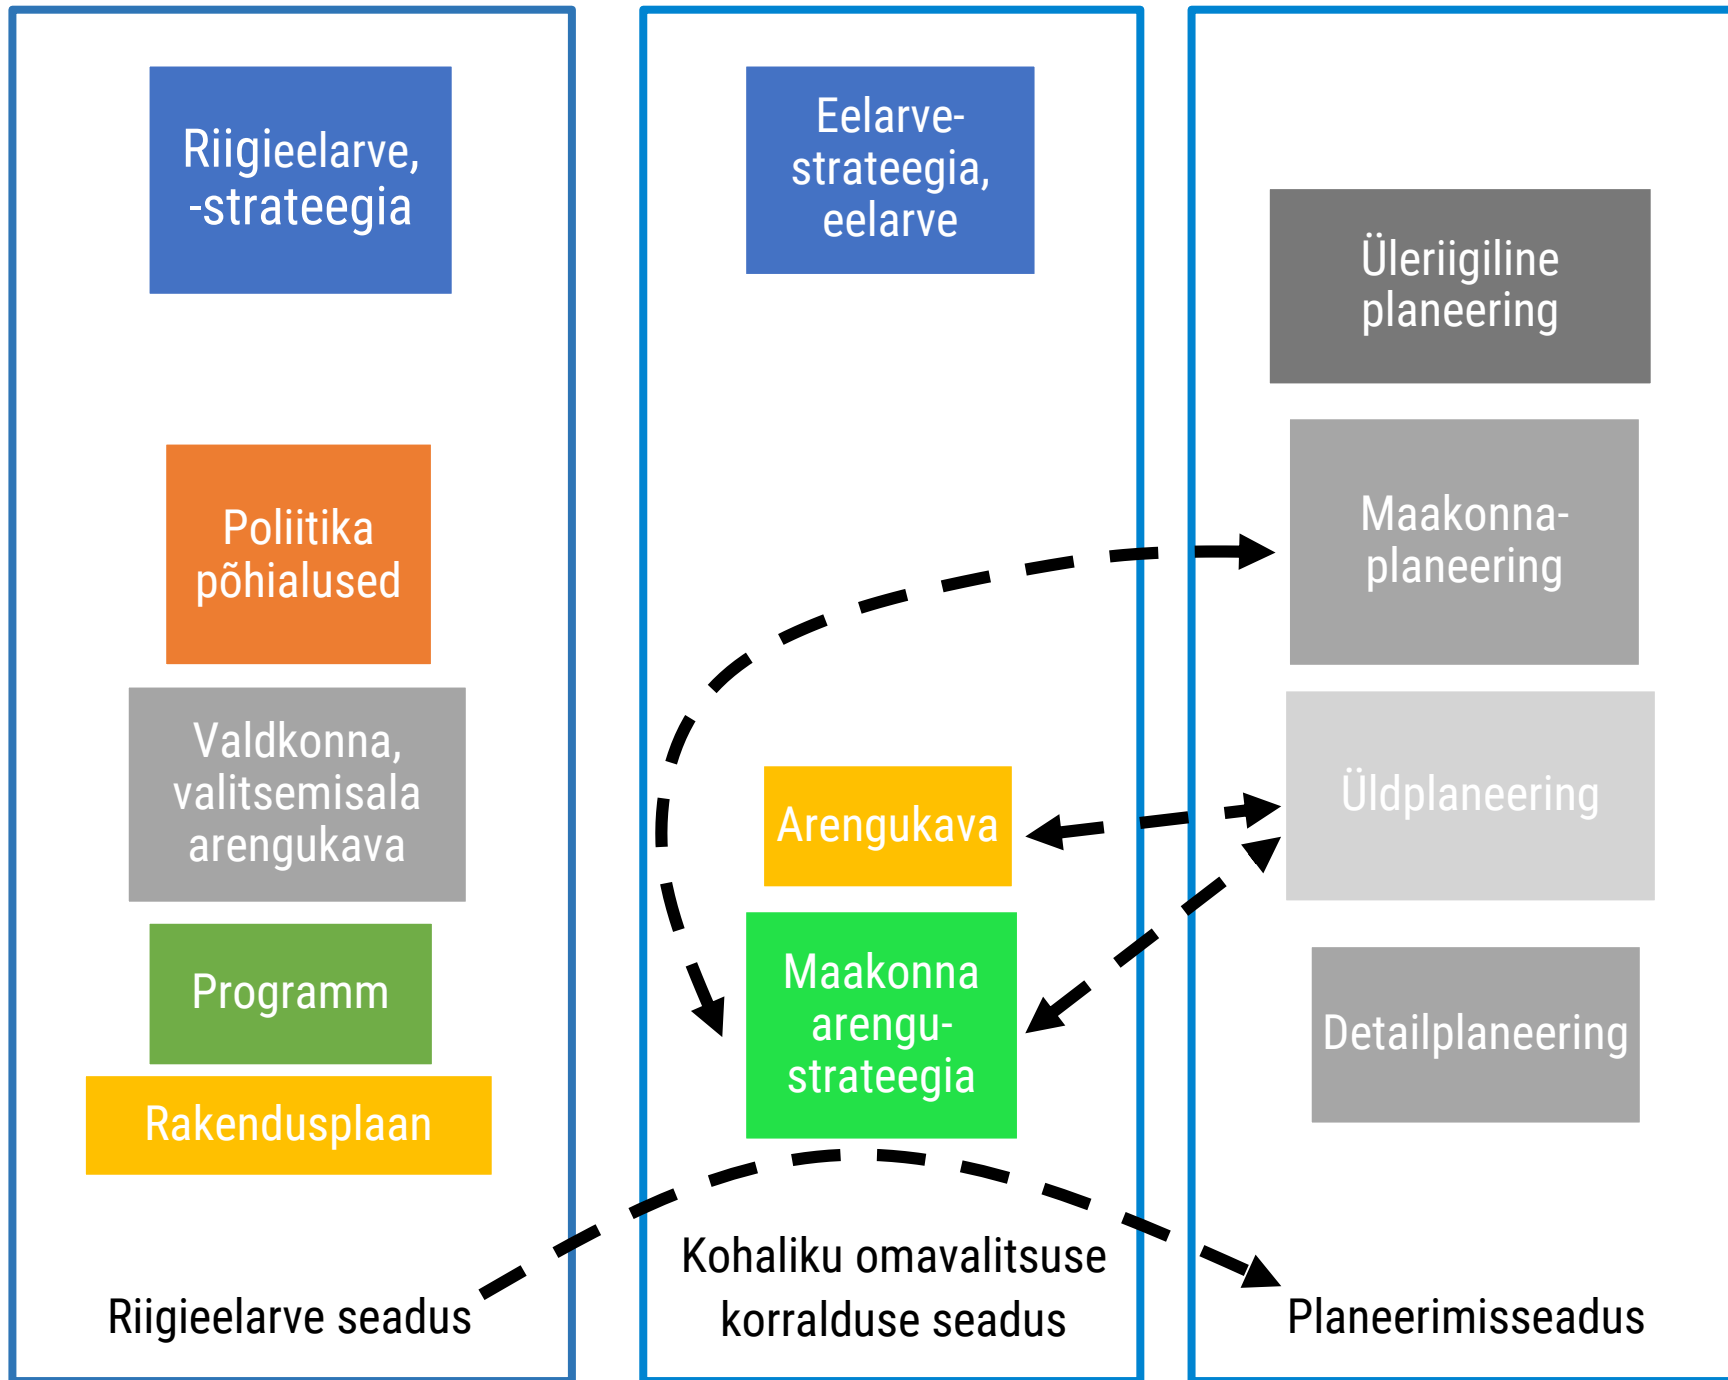 Riigieelarve,
-strateegia
Poliitika
põhialused
Valdkonna,
valitsemisala
arengukava
Programm
Rakendusplaan
Riigieelarve seadus
Eelarve-
strateegia,
eelarve
Arengukava
Maakonna
arengu-
strateegia
Kohaliku omavalitsuse
korralduse seadus
Üleriigiline
planeering
Maakonna-
planeering
Üldplaneering
Detailplaneering
Planeerimisseadus